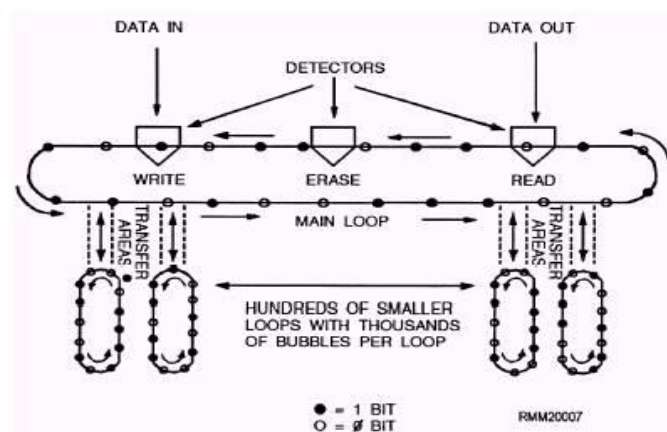 DATA IN
DATA OUT
DETECTORS
WRITE
ERASE
READ
MAIN LOOP
TRANSFER
AREAS
TRANSFER
AREAS
HUNDREDS OF SMALLER
LOOPS WITH THOUSANDS
OF BUBBLES PER LOOP
● = 1 BIT
○ = Ø BIT
RMM20007